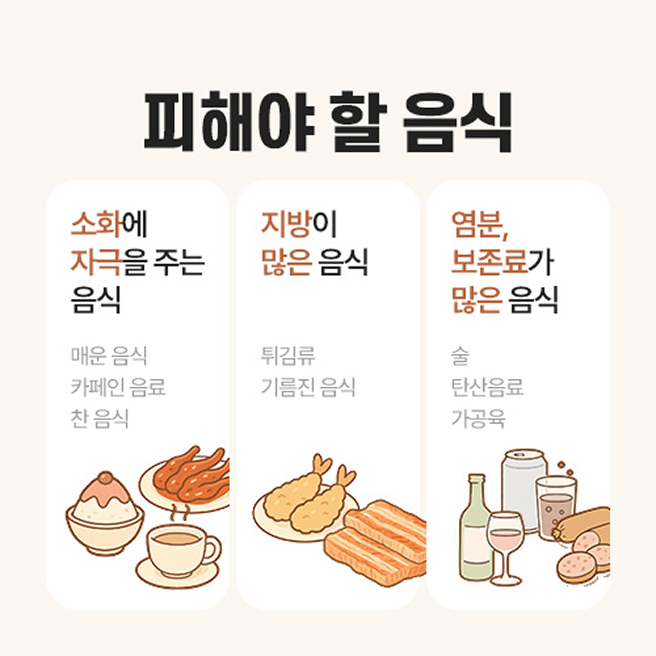 피해야 할 음식
소화에
자극을 주는
음식
매운 음식
카페인 음료
찬 음식
지방이
많은 음식
튀김류
기름진 음식
염분,
보존료가
많은 음식
술
탄산음료
가공육